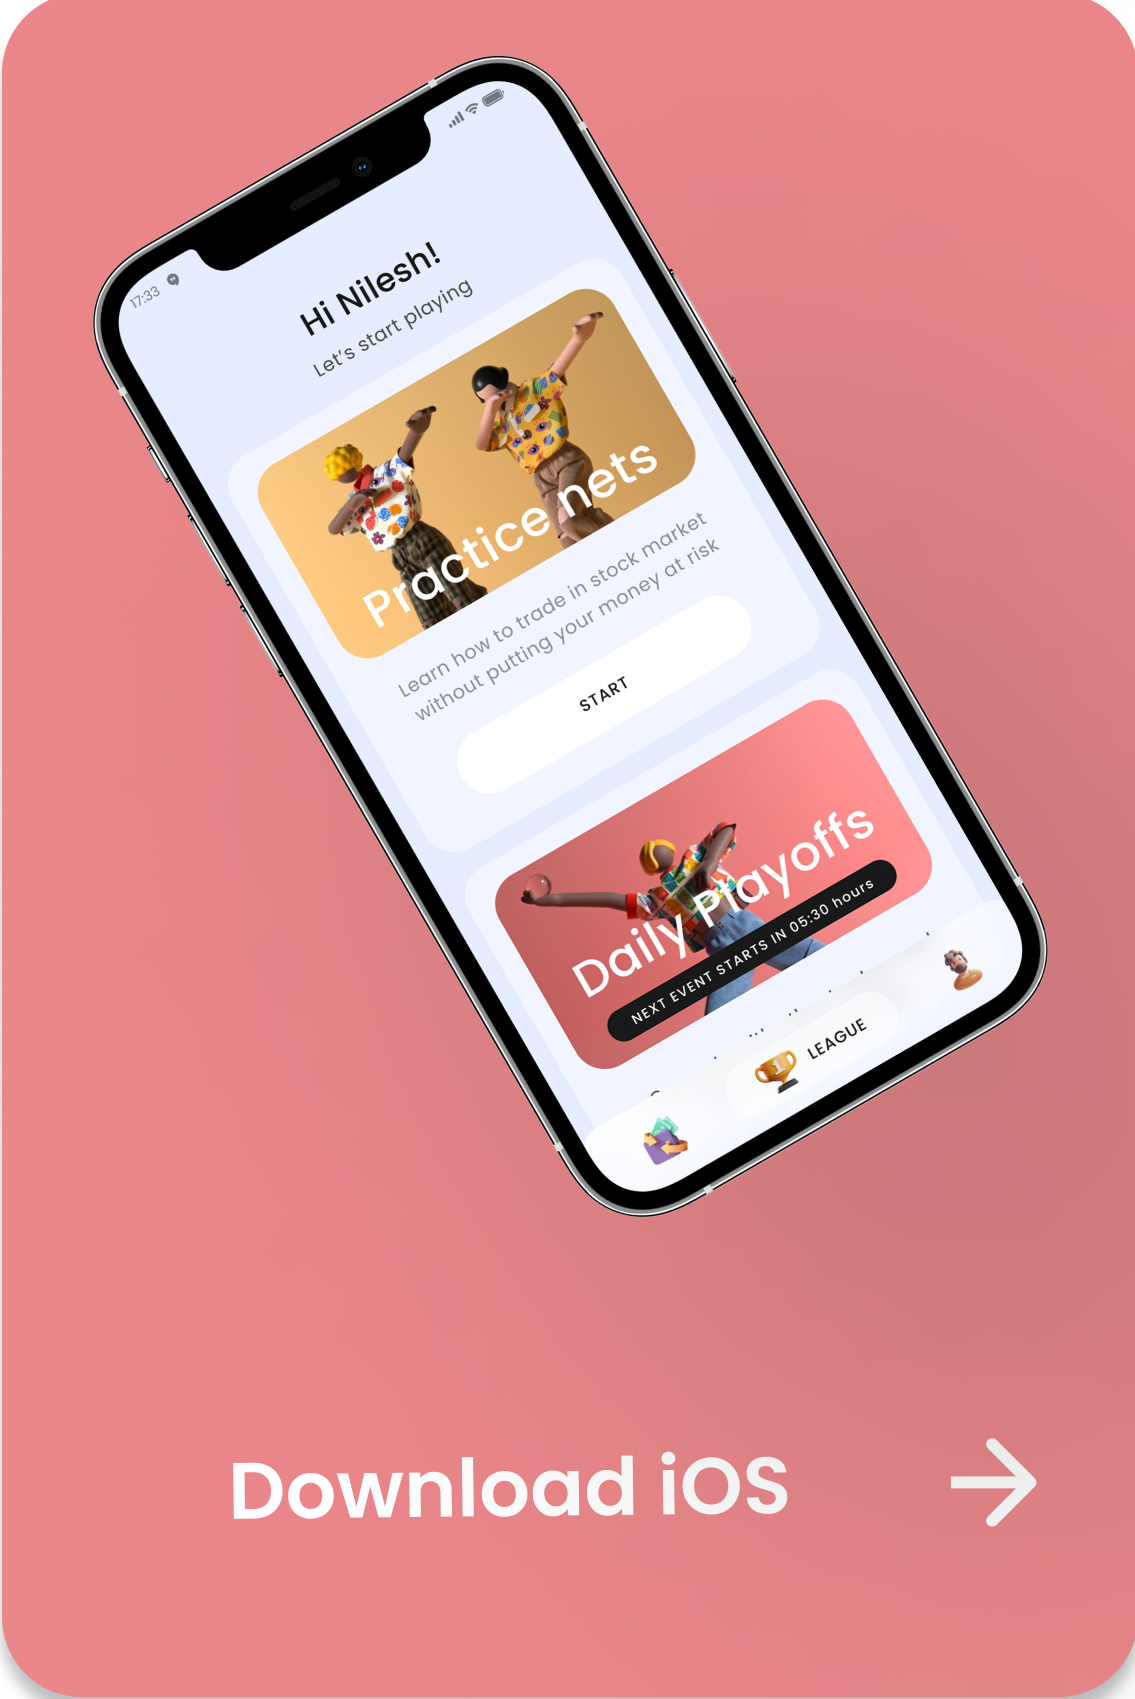 17:33
Hi Nilesh!
Let's start playing
Practice nets
Learn how to trade in stock market
without putting your money at risk
START
Daily Playoffs
NEXT EVENT STARTS IN 05:30 hours
1
LEAGUE
Download iOS